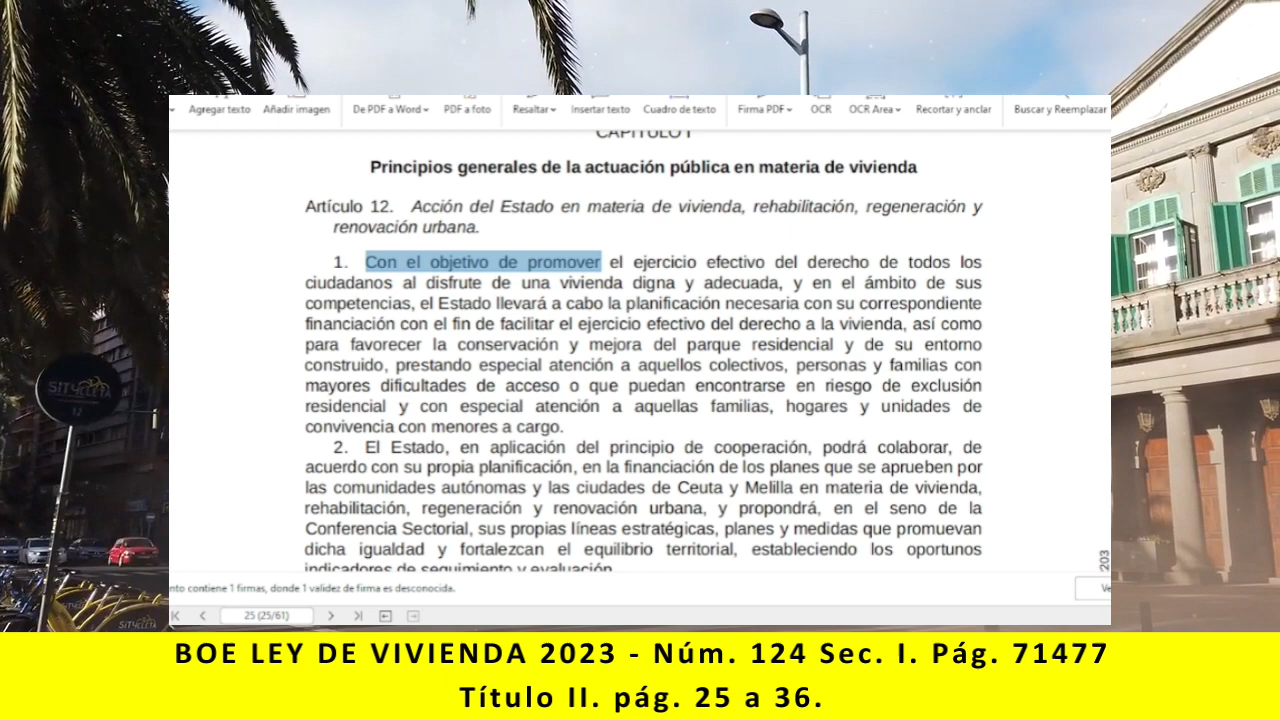 Agregar texto Añadir imagen De PDF a Word PDF a foto Resaltar Insertar texto Cuadro de texto Firma PDF OCR OCR Area Recortar y anclar Buscar y Reemplazar
CAPÍTULO I
Principios generales de la actuación pública en materia de vivienda
Artículo 12. Acción del Estado en materia de vivienda, rehabilitación, regeneración y
renovación urbana.
1. Con el objetivo de promover el ejercicio efectivo del derecho de todos los
ciudadanos al disfrute de una vivienda digna y adecuada, y en el ámbito de sus
competencias, el Estado llevará a cabo la planificación necesaria con su correspondiente
financiación con el fin de facilitar el ejercicio efectivo del derecho a la vivienda, así como
para favorecer la conservación y mejora del parque residencial y de su entorno
construido, prestando especial atención a aquellos colectivos, personas y familias con
mayores dificultades de acceso o que puedan encontrarse en riesgo de exclusión
residencial y con especial atención a aquellas familias, hogares y unidades de
convivencia con menores a cargo.
2. El Estado, en aplicación del principio de cooperación, podrá colaborar, de
acuerdo con su propia planificación, en la financiación de los planes que se aprueben por
las comunidades autónomas y las ciudades de Ceuta y Melilla en materia de vivienda,
rehabilitación, regeneración y renovación urbana, y propondrá, en el seno de la
Conferencia Sectorial, sus propias líneas estratégicas, planes y medidas que promuevan
dicha igualdad y fortalezcan el equilibrio territorial, estableciendo los oportunos
indicadores de seguimiento y evaluación.
203
nto contiene 1 firmas, donde 1 validez de firma es desconocida.
Ve
25 (25/61)
SITYCLETA
12
SITYCLETA
BOE LEY DE VIVIENDA 2023 - Núm. 124 Sec. I. Pág. 71477
Título II. pág. 25 a 36.